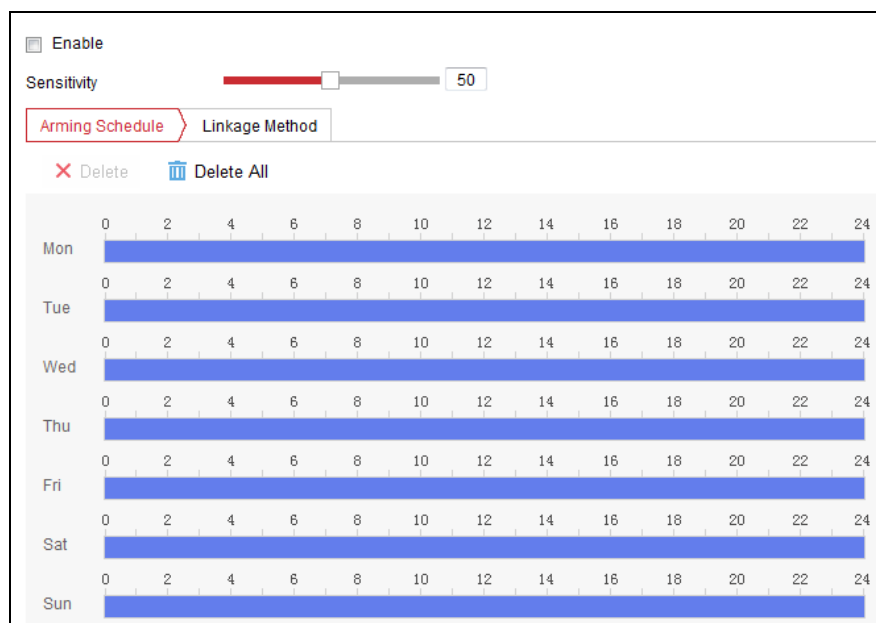 Enable
Sensitivity 50
Arming Schedule Linkage Method
Delete Delete All
0 2 4 6 8 10 12 14 16 18 20 22 24
Mon
0 2 4 6 8 10 12 14 16 18 20 22 24
Tue
0 2 4 6 8 10 12 14 16 18 20 22 24
Wed
0 2 4 6 8 10 12 14 16 18 20 22 24
Thu
0 2 4 6 8 10 12 14 16 18 20 22 24
Fri
0 2 4 6 8 10 12 14 16 18 20 22 24
Sat
0 2 4 6 8 10 12 14 16 18 20 22 24
Sun